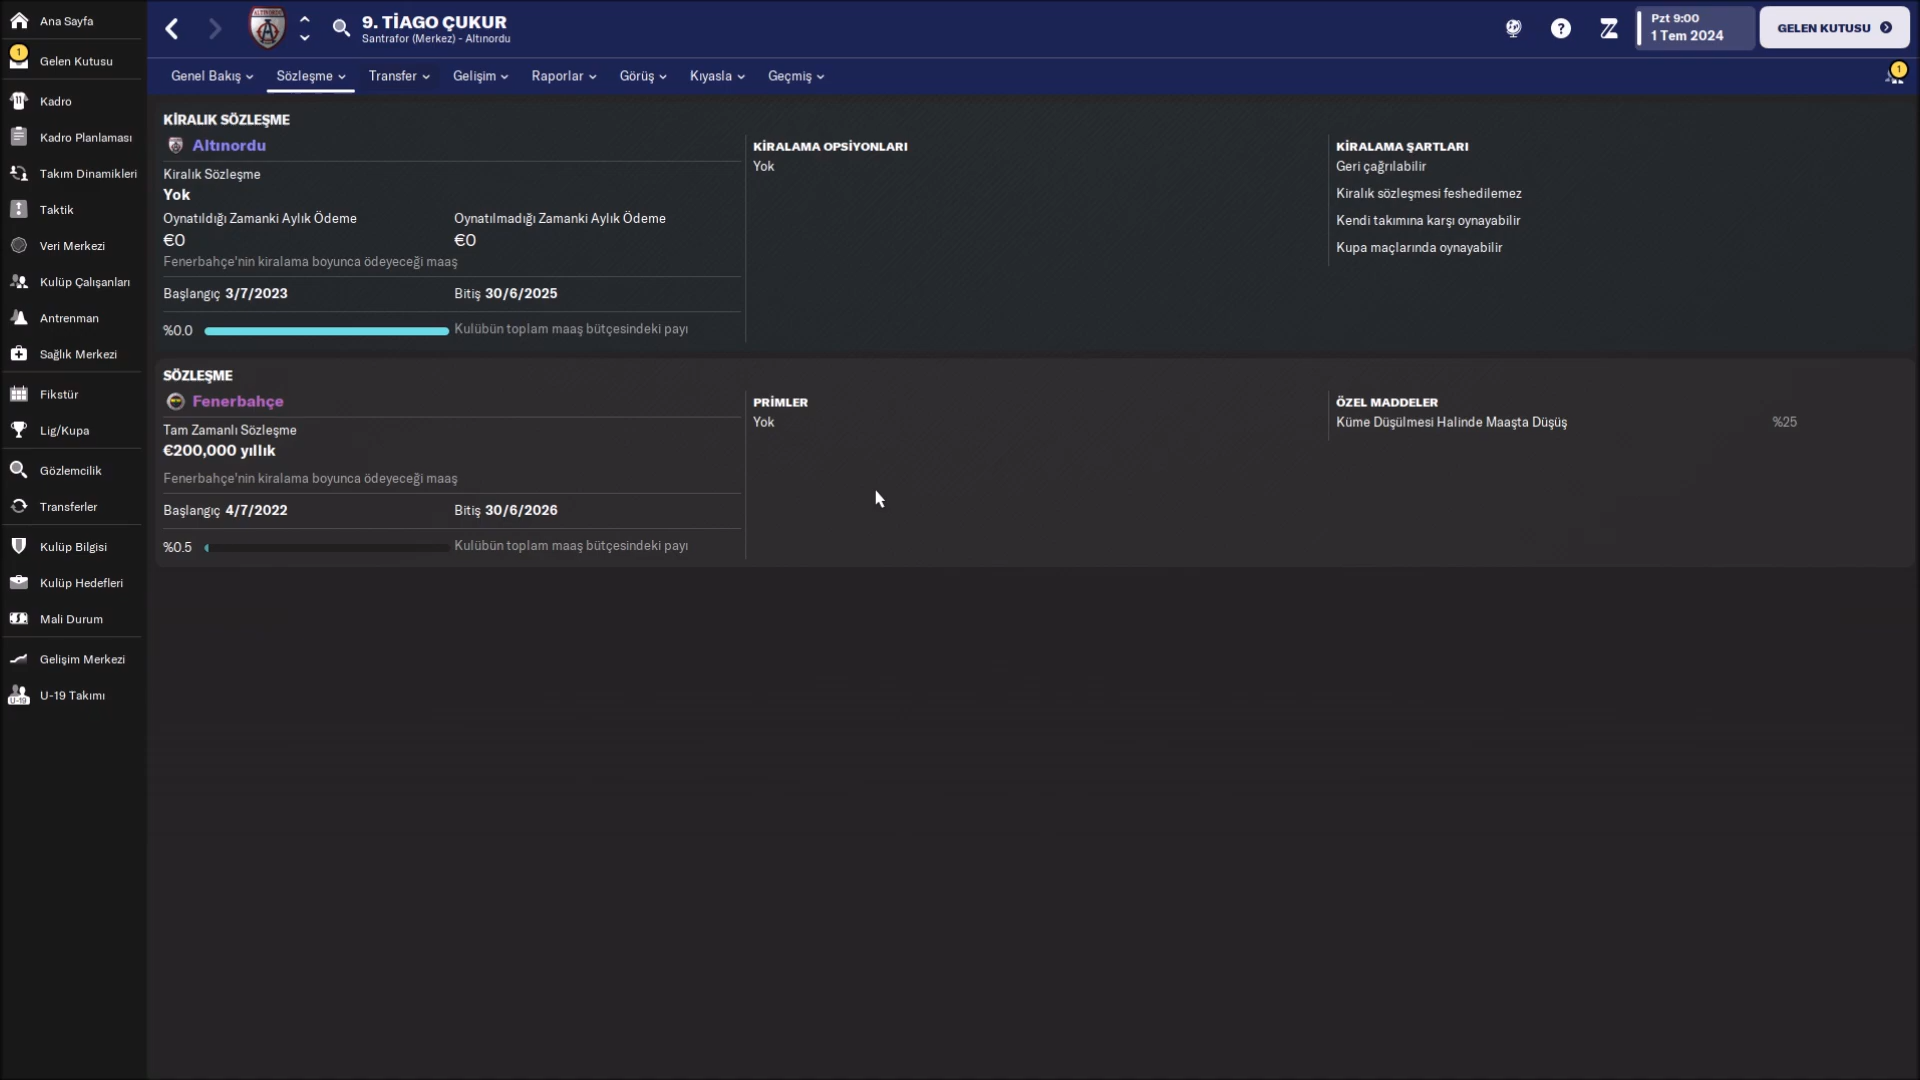 Ana Sayfa
1
Gelen Kutusu
Kadro
Kadro Planlaması
Takım Dinamikleri
Taktik
Veri Merkezi
Kulüp Çalışanları
Antrenman
Sağlık Merkezi
Fikstür
Lig/Kupa
Gözlemcilik
Transferler
Kulüp Bilgisi
Kulüp Hedefleri
Mali Durum
Gelişim Merkezi
U-19 Takımı
9. TİAGO ÇUKUR
Santrafor (Merkez) - Altınordu
Pzt 9:00
1 Tem 2024
GELEN KUTUSU
Genel Bakış Sözleşme Transfer Gelişim Raporlar Görüş Kıyasla Geçmiş
1
KİRALIK SÖZLEŞME
Altınordu
Kiralık Sözleşme
Yok
Oynatıldığı Zamanki Aylık Ödeme Oynatılmadığı Zamanki Aylık Ödeme
€0 €0
Fenerbahçe'nin kiralama boyunca ödeyeceği maaş
Başlangıç 3/7/2023 Bitiş 30/6/2025
%0.0 Kulübün toplam maaş bütçesindeki payı
KİRALAMA OPSİYONLARI
Yok
KİRALAMA ŞARTLARI
Geri çağrılabilir
Kiralık sözleşmesi feshedilemez
Kendi takımına karşı oynayabilir
Kupa maçlarında oynayabilir
SÖZLEŞME
Fenerbahçe
Tam Zamanlı Sözleşme
€200,000 yıllık
Fenerbahçe'nin kiralama boyunca ödeyeceği maaş
Başlangıç 4/7/2022 Bitiş 30/6/2026
%0.5 Kulübün toplam maaş bütçesindeki payı
PRİMLER
Yok
ÖZEL MADDELER
Küme Düşülmesi Halinde Maaşta Düşüş %25